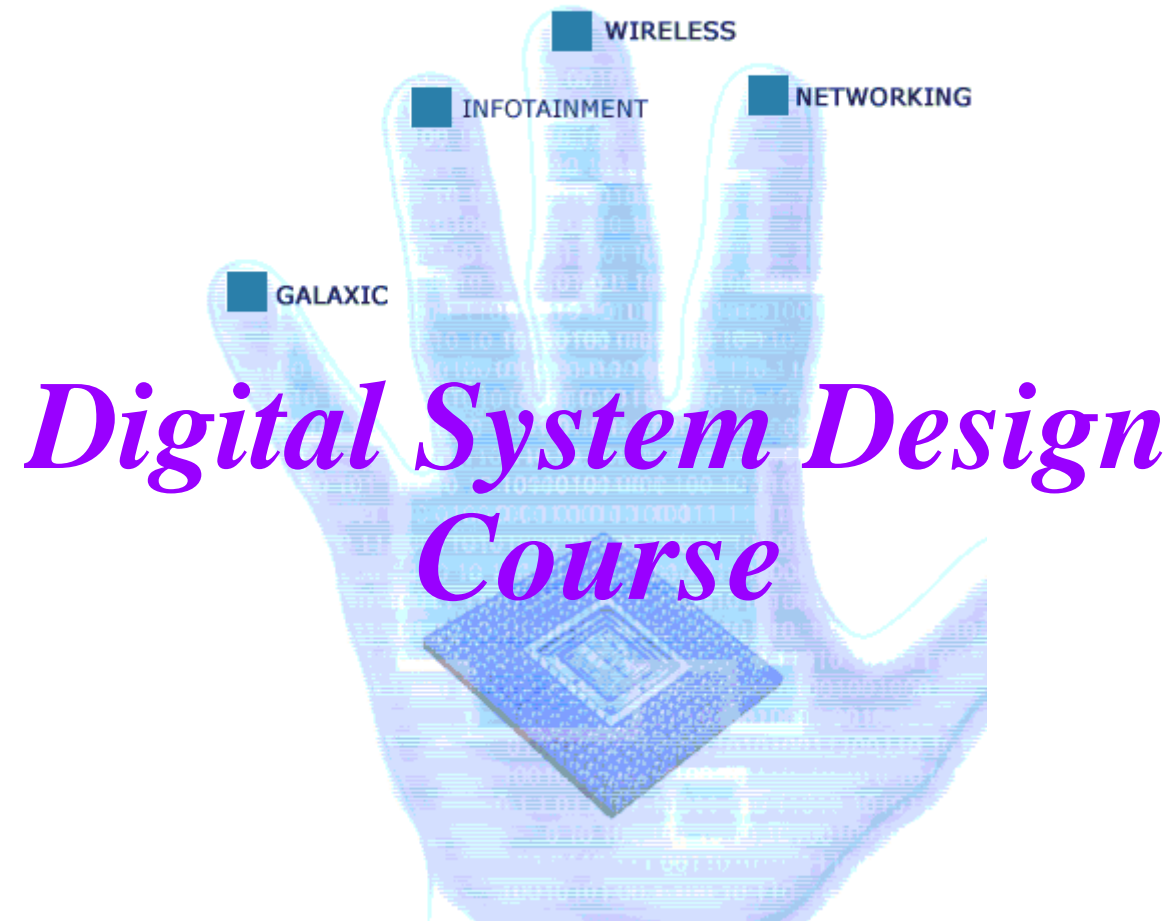 WIRELESS
INFOTAINMENT
NETWORKING
GALAXIC
Digital System Design
Course